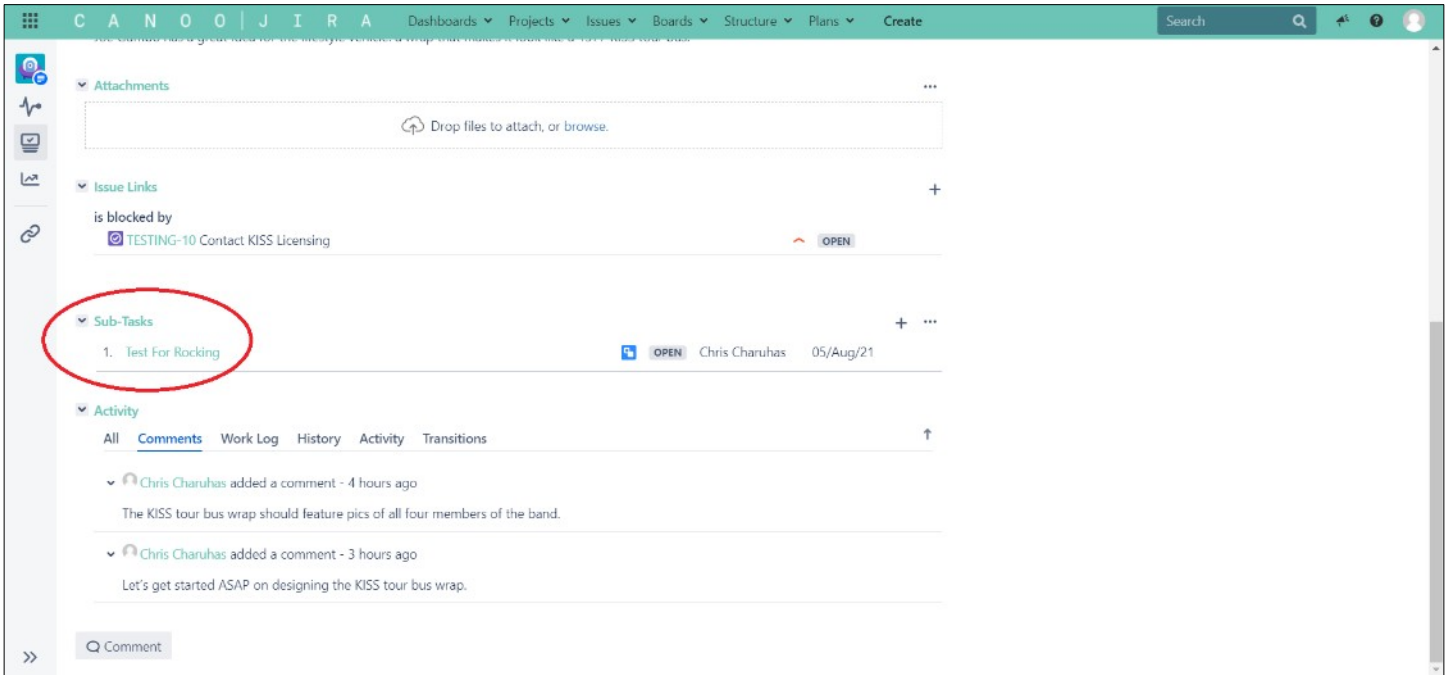 C A N O O | J I R A Dashboards Projects Issues Boards Structure Plans Create Search
Attachments
Drop files to attach, or browse.
Issue Links
is blocked by
TESTING-10 Contact KISS Licensing OPEN
Sub-Tasks
1. Test For Rocking OPEN Chris Charuhas 05/Aug/21
Activity
All Comments Work Log History Activity Transitions
Chris Charuhas added a comment - 4 hours ago
The KISS tour bus wrap should feature pics of all four members of the band.
Chris Charuhas added a comment - 3 hours ago
Let's get started ASAP on designing the KISS tour bus wrap.
Comment